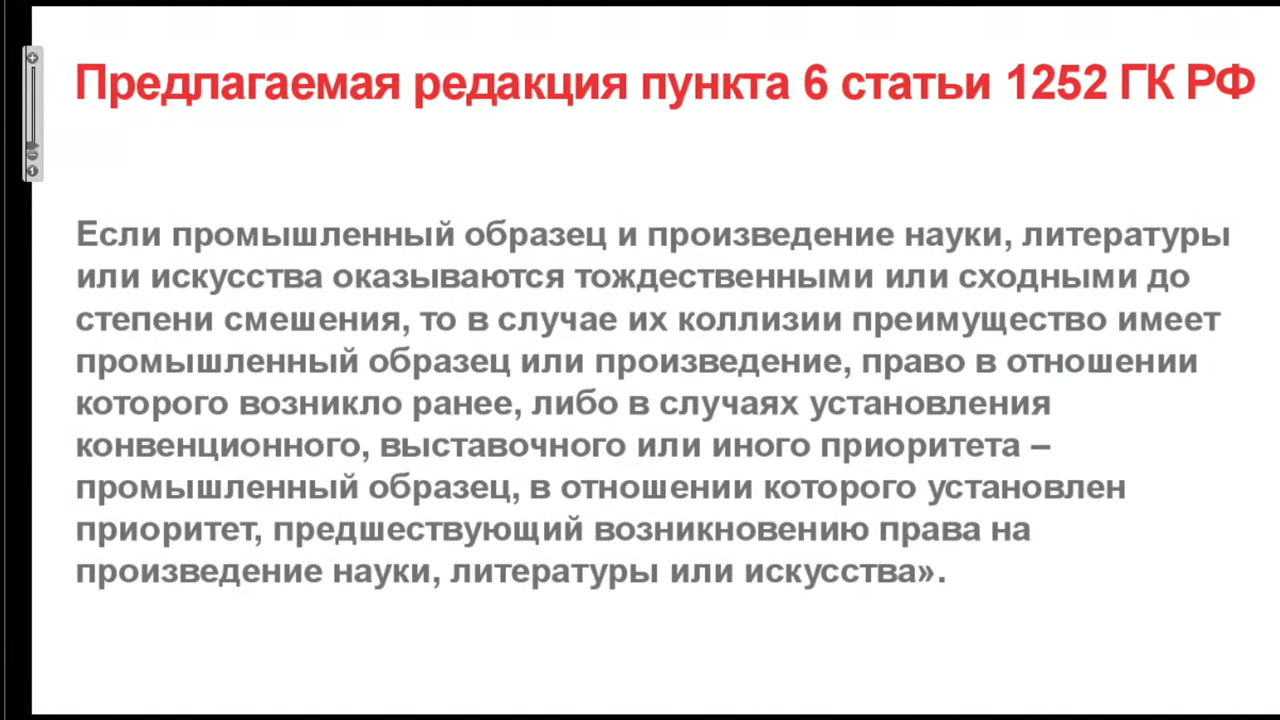 Предлагаемая редакция пункта 6 статьи 1252 ГК РФ
Если промышленный образец и произведение науки, литературы
или искусства оказываются тождественными или сходными до
степени смешения, то в случае их коллизии преимущество имеет
промышленный образец или произведение, право в отношении
которого возникло ранее, либо в случаях установления
конвенционного, выставочного или иного приоритета –
промышленный образец, в отношении которого установлен
приоритет, предшествующий возникновению права на
произведение науки, литературы или искусства».